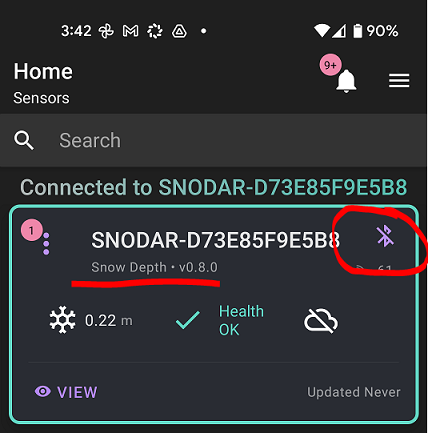 3:42 90%
Home
9+
Sensors
Search
Connected to SNODAR-D73E85F9E5B8
1
SNODAR-D73E85F9E5B8
Snow Depth • v0.8.0
61
0.22 m
Health
OK
VIEW
Updated Never